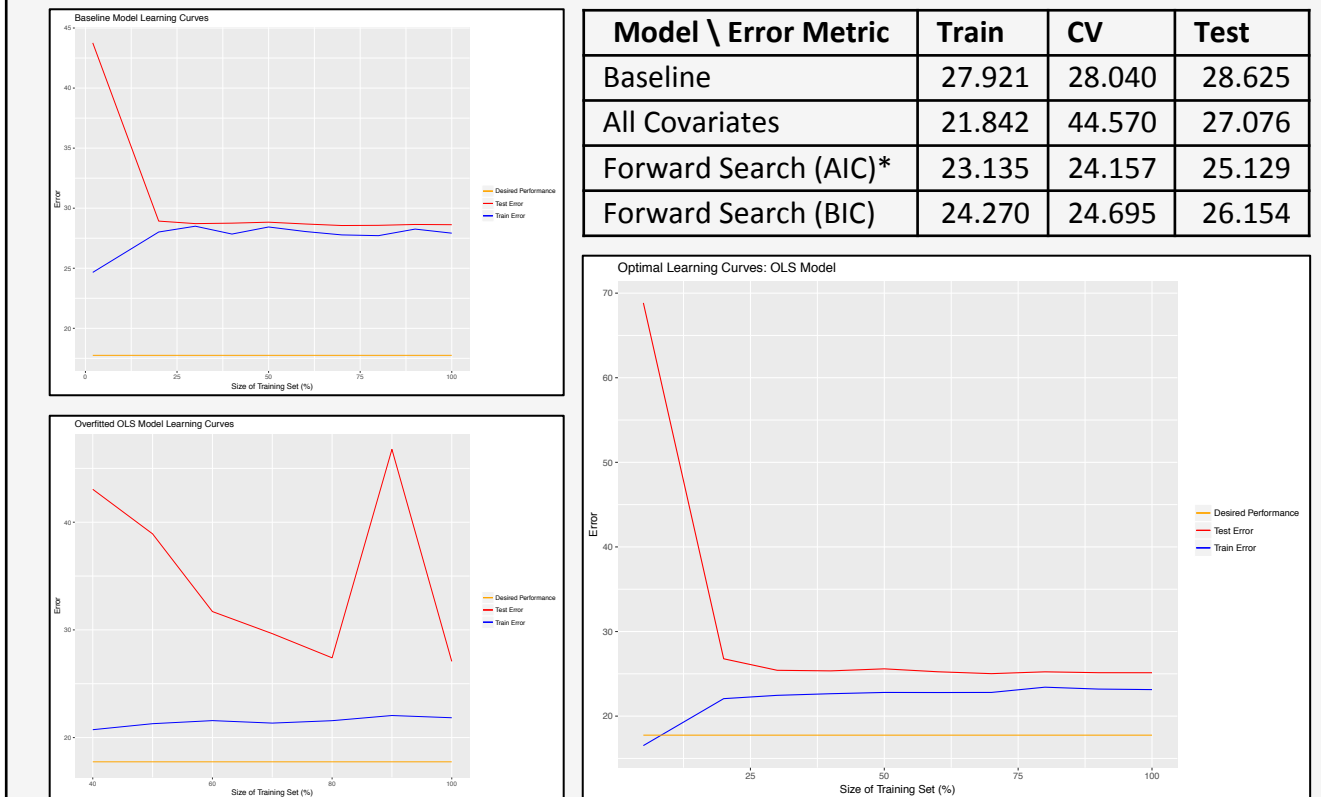 Baseline Model Learning Curves
45
40
35
30
25
20
Error
0 25 50 75 100
Size of Training Set (%)
Desired Performance
Test Error
Train Error
Model \ Error Metric Train CV Test
Baseline 27.921 28.040 28.625
All Covariates 21.842 44.570 27.076
Forward Search (AIC)* 23.135 24.157 25.129
Forward Search (BIC) 24.270 24.695 26.154
Overfitted OLS Model Learning Curves
40
30
20
Error
40 60 80 100
Size of Training Set (%)
Desired Performance
Test Error
Train Error
Optimal Learning Curves: OLS Model
70
60
50
40
30
20
Error
25 50 75 100
Size of Training Set (%)
Desired Performance
Test Error
Train Error